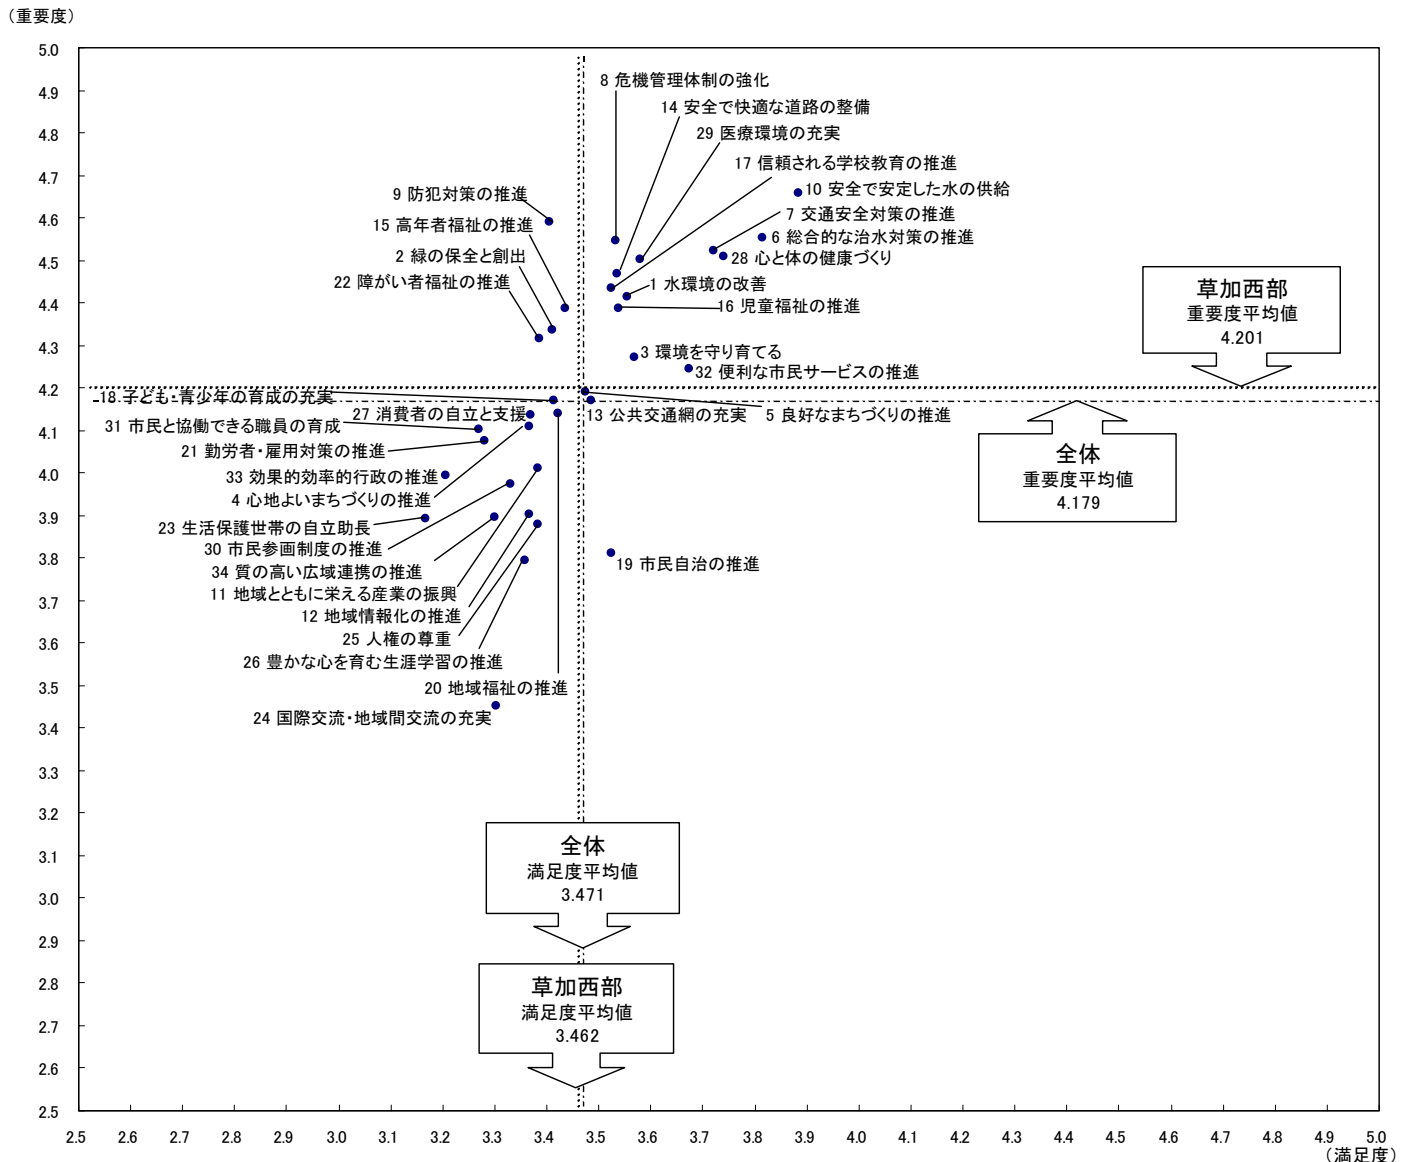 （重要度）
5.0
4.9
4.8
4.7
4.6
4.5
4.4
4.3
4.2
4.1
4.0
3.9
3.8
3.7
3.6
3.5
3.4
3.3
3.2
3.1
3.0
2.9
2.8
2.7
2.6
2.5
8 危機管理体制の強化
14 安全で快適な道路の整備
29 医療環境の充実
17 信頼される学校教育の推進
10 安全で安定した水の供給
9 防犯対策の推進
7 交通安全対策の推進
15 高年者福祉の推進
6 総合的な治水対策の推進
2 緑の保全と創出
28 心と体の健康づくり
22 障がい者福祉の推進
1 水環境の改善
16 児童福祉の推進
草加西部
重要度平均値
4.201
3 環境を守り育てる
32 便利な市民サービスの推進
18 子ども・青少年の育成の充実
27 消費者の自立と支援
13 公共交通網の充実
5 良好なまちづくりの推進
31 市民と協働できる職員の育成
21 勤労者・雇用対策の推進
全体
重要度平均値
4.179
33 効果的効率的行政の推進
4 心地よいまちづくりの推進
23 生活保護世帯の自立助長
30 市民参画制度の推進
19 市民自治の推進
34 質の高い広域連携の推進
11 地域とともに栄える産業の振興
12 地域情報化の推進
25 人権の尊重
26 豊かな心を育む生涯学習の推進
20 地域福祉の推進
24 国際交流・地域間交流の充実
全体
満足度平均値
3.471
草加西部
満足度平均値
3.462
2.5 2.6 2.7 2.8 2.9 3.0 3.1 3.2 3.3 3.4 3.5 3.6 3.7 3.8 3.9 4.0 4.1 4.2 4.3 4.4 4.5 4.6 4.7 4.8 4.9 5.0
（満足度）